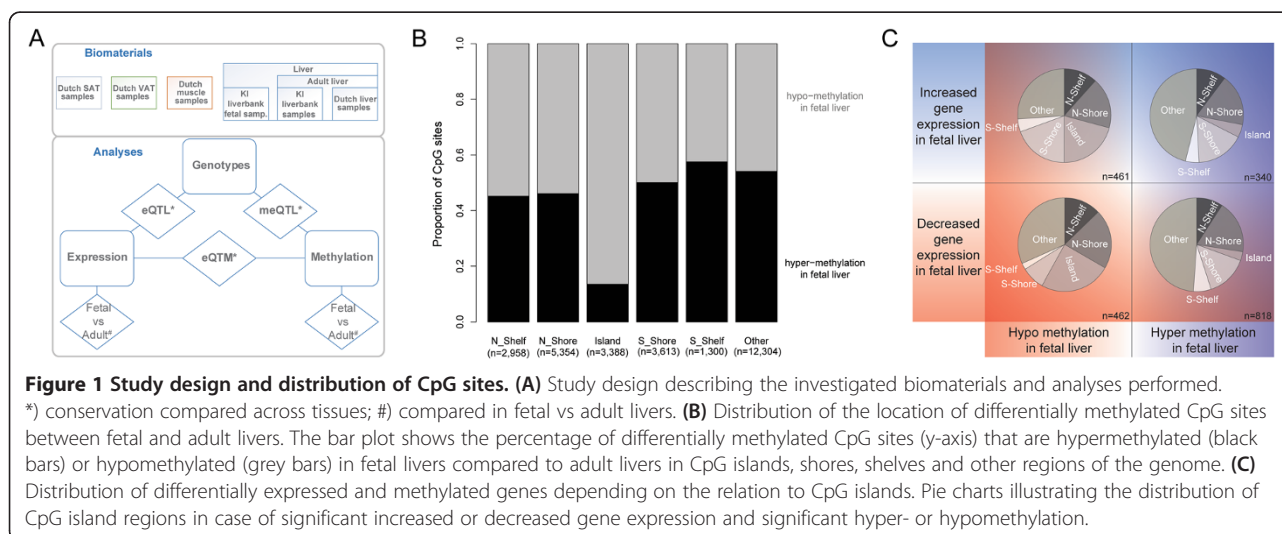 A
Biomaterials
Dutch SAT
samples
Dutch VAT
samples
Dutch
muscle
samples
Liver
Adult liver
KI
liverbank
fetal samp.
KI
liverbank
samples
Dutch liver
samples
Analyses
Genotypes
eQTL*
meQTL*
Expression
eQTM*
Methylation
Fetal
vs
Adult#
Fetal
vs
Adult#
B
Proportion of CpG sites
1.0
0.8
0.6
0.4
0.2
0.0
hypo−methylation
in fetal liver
hyper−methylation
in fetal liver
N_Shelf
(n=2,958)
N_Shore
(n=5,354)
Island
(n=3,388)
S_Shore
(n=3,613)
S_Shelf
(n=1,300)
Other
(n=12,304)
C
Increased
gene
expression
in fetal liver
Other
N-Shelf
N-Shore
Island
S-Shore
S-Shelf
n=461
Other
N-Shelf
N-Shore
Island
S-Shore
S-Shelf
n=340
Decreased
gene
expression
in fetal liver
Other
N-Shelf
N-Shore
Island
S-Shelf
S-Shore
n=462
Other
N-Shelf
N-Shore
Island
S-Shore
S-Shelf
n=818
Hypo methylation
in fetal liver
Hyper methylation
in fetal liver
Figure 1 Study design and distribution of CpG sites. (A) Study design describing the investigated biomaterials and analyses performed.
*) conservation compared across tissues; #) compared in fetal vs adult livers. (B) Distribution of the location of differentially methylated CpG sites
between fetal and adult livers. The bar plot shows the percentage of differentially methylated CpG sites (y-axis) that are hypermethylated (black
bars) or hypomethylated (grey bars) in fetal livers compared to adult livers in CpG islands, shores, shelves and other regions of the genome. (C)
Distribution of differentially expressed and methylated genes depending on the relation to CpG islands. Pie charts illustrating the distribution of
CpG island regions in case of significant increased or decreased gene expression and significant hyper- or hypomethylation.